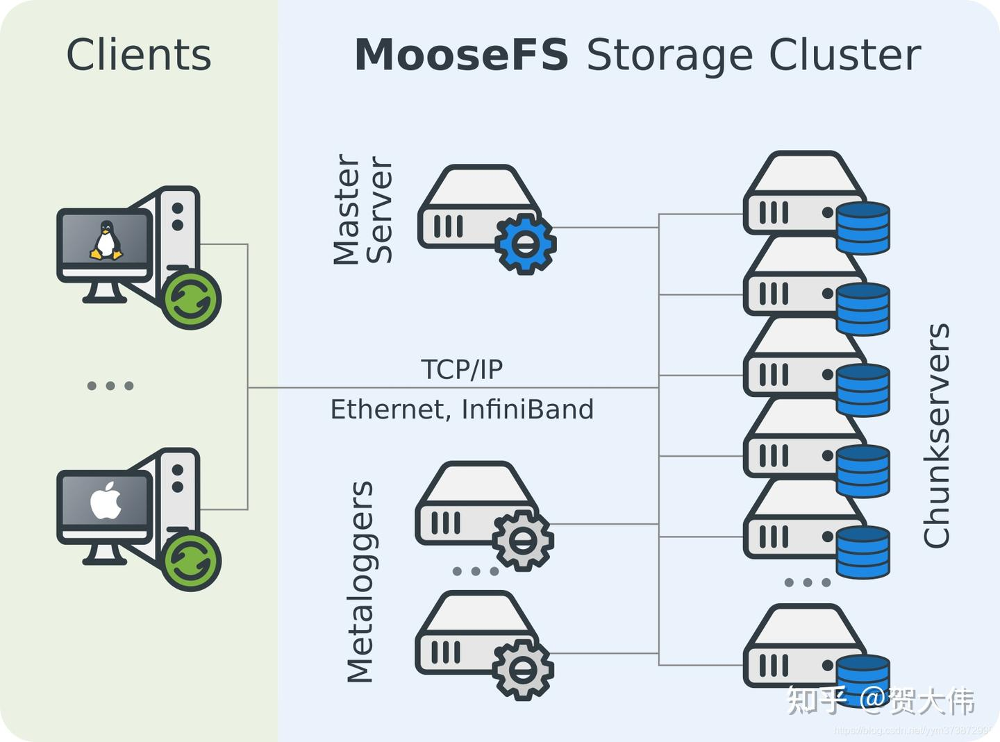 Clients
MooseFS Storage Cluster
Master
Server
TCP/IP
Ethernet, InfiniBand
Metaloggers
Chunkservers
知乎 @贺大伟